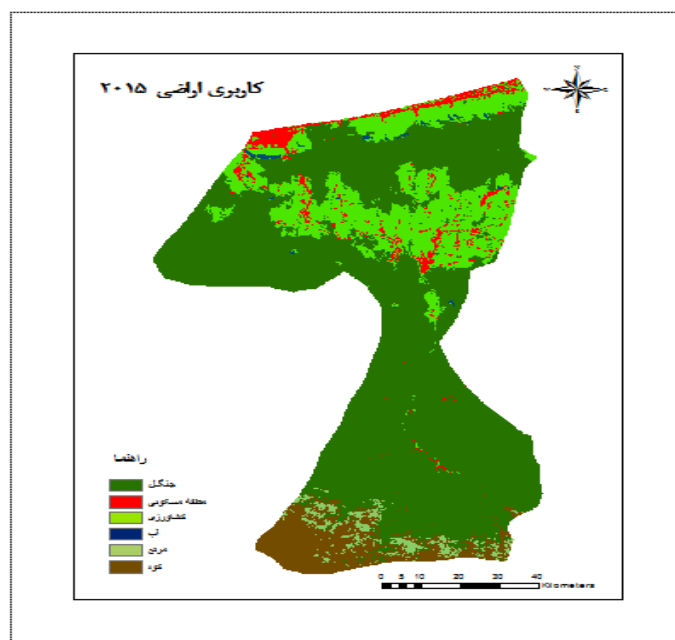 کاربری اراضی ۲۰۱۵
راهنما
جنگل
منطقه مسکونی
کشاورزی
آب
مرتع
کوه
0 5 10 20 30 40
Kilometers